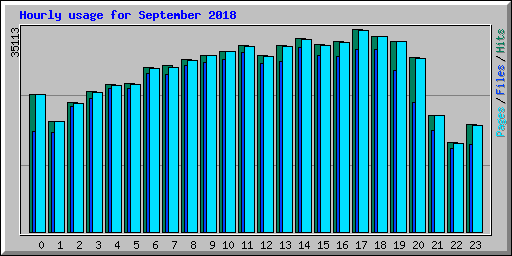 Hourly usage for September 2018
35113
Pages/Files/Hits
0 1 2 3 4 5 6 7 8 9 10 11 12 13 14 15 16 17 18 19 20 21 22 23